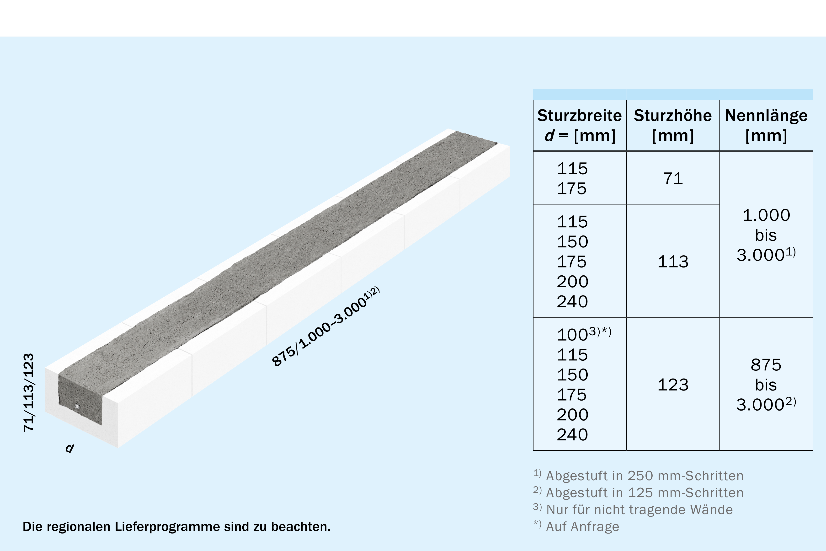 875/1.000–3.000¹⁾²⁾
71/113/123
d
Die regionalen Lieferprogramme sind zu beachten.
Sturzbreite Sturzhöhe Nennlänge
d = [mm] [mm] [mm]
115
175
71
115
150
175
200
240
113
1.000
bis
3.000¹⁾
100³⁾*⁾
115
150
175
200
240
123
875
bis
3.000²⁾
¹⁾ Abgestuft in 250 mm-Schritten
²⁾ Abgestuft in 125 mm-Schritten
³⁾ Nur für nicht tragende Wände
*⁾ Auf Anfrage